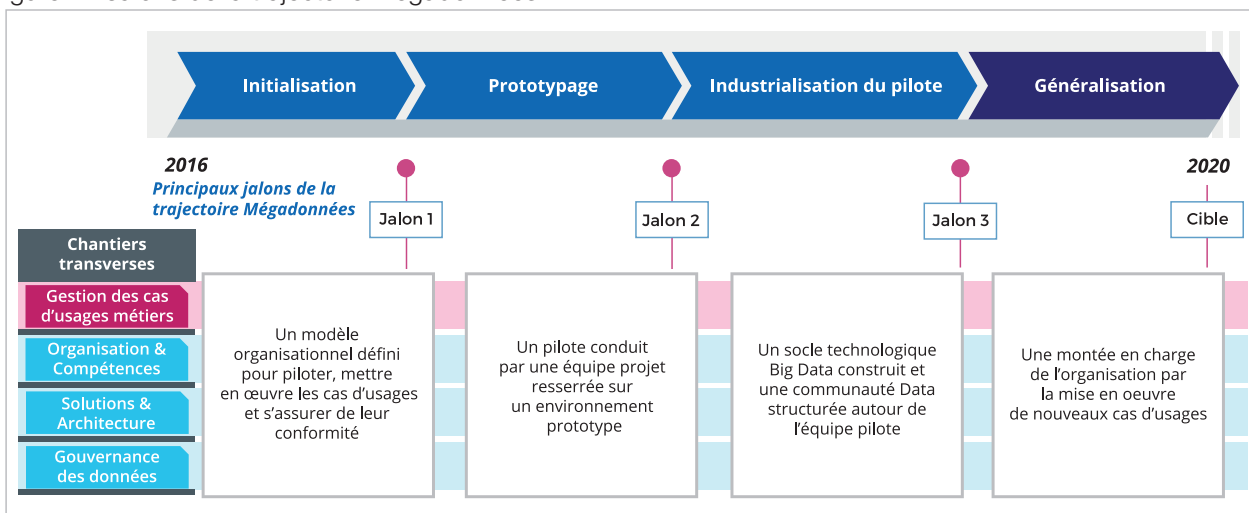 Initialisation
Prototypage
Industrialisation du pilote
Généralisation
2016
2020
Principaux jalons de la
trajectoire Mégadonnées
Jalon 1
Jalon 2
Jalon 3
Cible
Chantiers
transverses
Gestion des cas
d'usages métiers
Organisation &
Compétences
Solutions &
Architecture
Gouvernance
des données
Un modèle
organisationnel défini
pour piloter, mettre
en œuvre les cas d'usages
et s'assurer de leur
conformité
Un pilote conduit
par une équipe projet
resserrée sur
un environnement
prototype
Un socle technologique
Big Data construit et
une communauté Data
structurée autour de
l'équipe pilote
Une montée en charge
de l'organisation par
la mise en oeuvre
de nouveaux cas d'usages